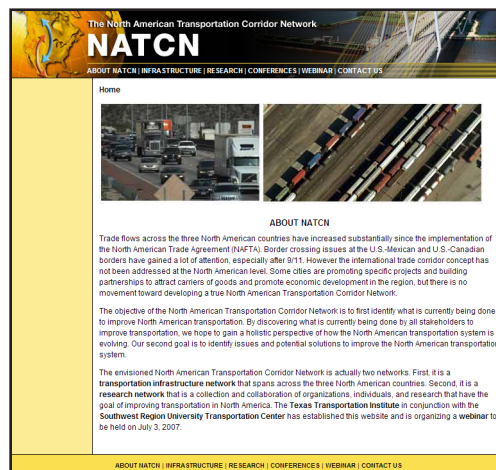 The North American Transportation Corridor Network
NATCN
ABOUT NATCN | INFRASTRUCTURE | RESEARCH | CONFERENCES | WEBINAR | CONTACT US
Home
ABOUT NATCN
Trade flows across the three North American countries have increased substantially since the implementation of
the North American Trade Agreement (NAFTA). Border crossing issues at the U.S.-Mexican and U.S.-Canadian
borders have gained a lot of attention, especially after 9/11. However the international trade corridor concept has
not been addressed at the North American level. Some cities are promoting specific projects and building
partnerships to attract carriers of goods and promote economic development in the region, but there is no
movement toward developing a true North American Transportation Corridor Network.
The objective of the North American Transportation Corridor Network is to first identify what is currently being done
to improve North American transportation. By discovering what is currently being done by all stakeholders to
improve transportation, we hope to gain a holistic perspective of how the North American transportation system is
evolving. Our second goal is to identify issues and potential solutions to improve the North American transportation
system.
The envisioned North American Transportation Corridor Network is actually two networks. First, it is a
transportation infrastructure network that spans across the three North American countries. Second, it is a
research network that is a collection and collaboration of organizations, individuals, and research that have the
goal of improving transportation in North America. The Texas Transportation Institute in conjunction with the
Southwest Region University Transportation Center has established this website and is organizing a webinar to
be held on July 3, 2007.
ABOUT NATCN | INFRASTRUCTURE | RESEARCH | CONFERENCES | WEBINAR | CONTACT US